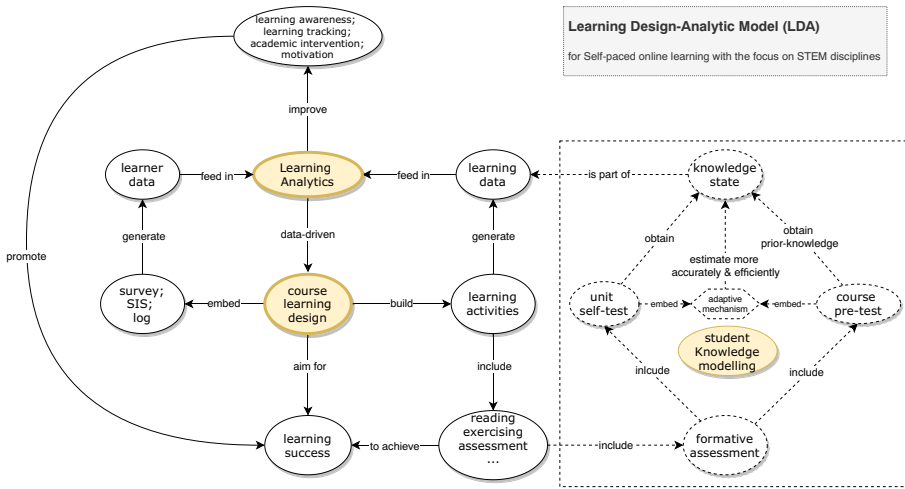 learning awareness;
learning tracking;
academic intervention;
motivation
Learning Design-Analytic Model (LDA)
for Self-paced online learning with the focus on STEM disciplines
improve
learner
data
feed in
Learning
Analytics
feed in
learning
data
is part of
knowledge
state
generate
data-driven
generate
obtain
obtain
prior-knowledge
promote
estimate more
accurately & efficiently
survey;
SIS;
log
embed
course
learning
design
build
learning
activities
unit
self-test
embed
adaptive
mechanism
embed
course
pre-test
student
Knowledge
modelling
aim for
include
inlcude
include
learning
success
to achieve
reading
exercising
assessment
...
include
formative
assessment